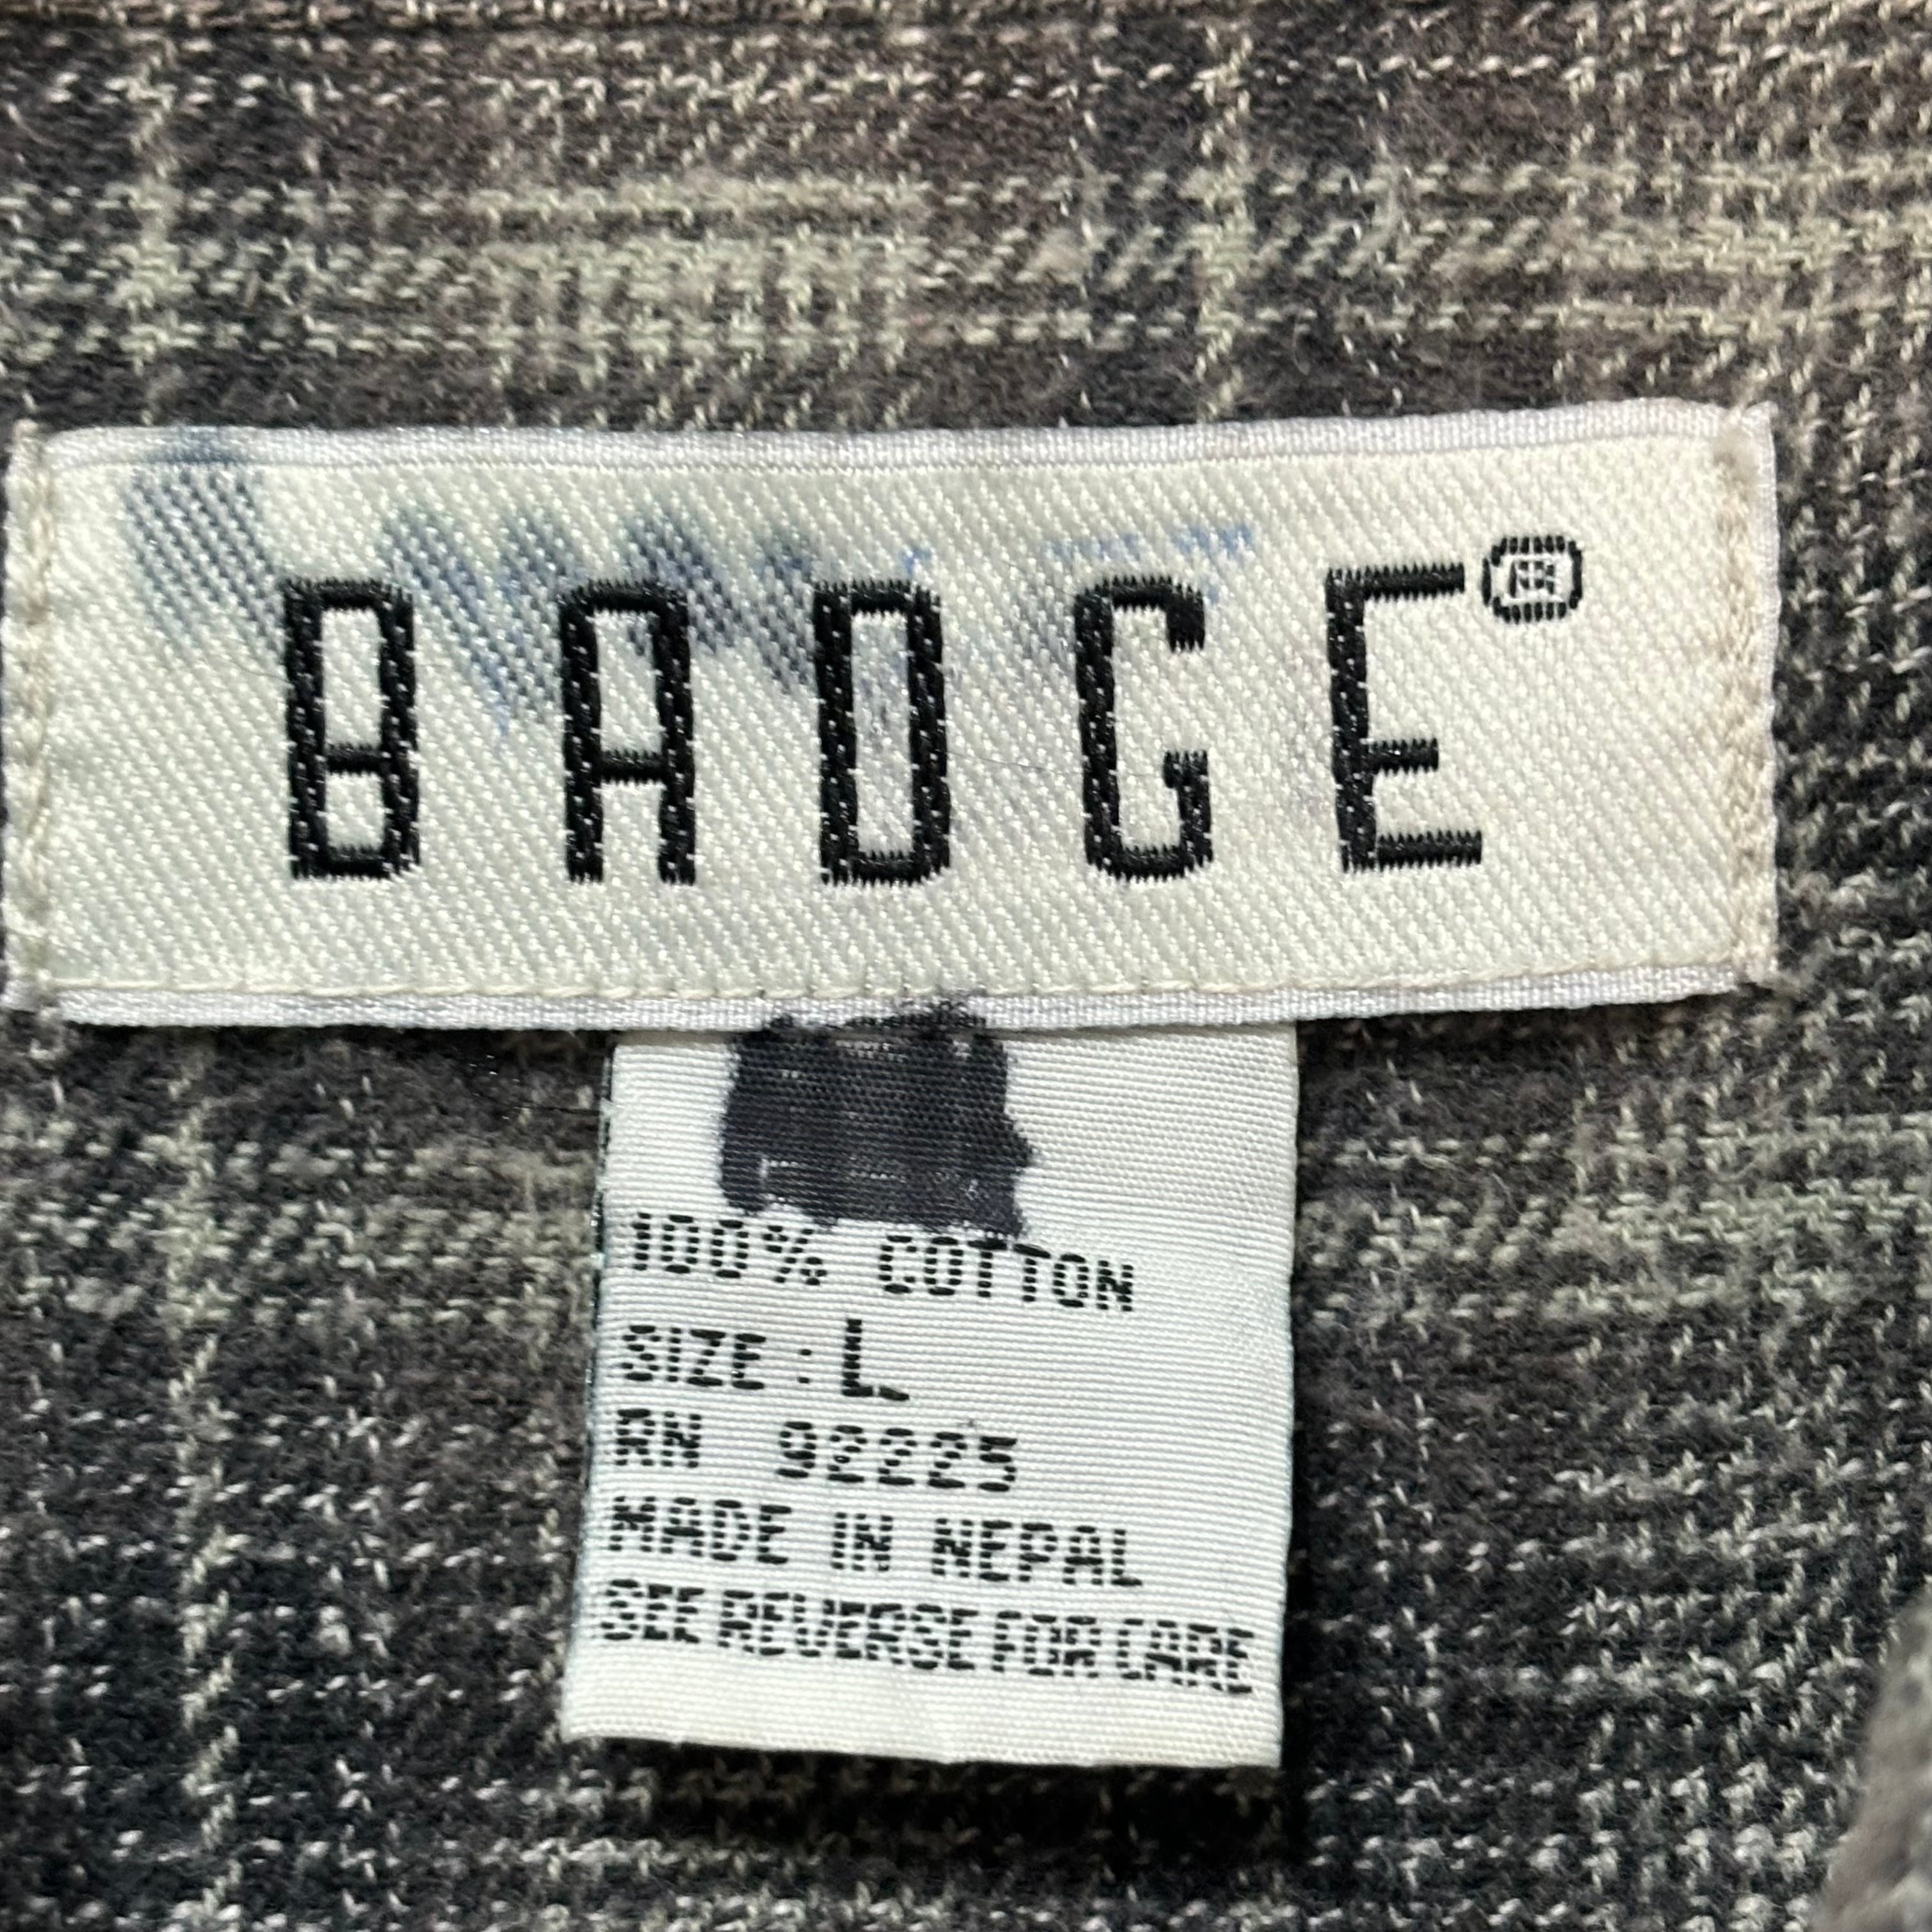 BADGE®
100% COTTON
SIZE : L
RN 92225
MADE IN NEPAL
SEE REVERSE FOR CARE